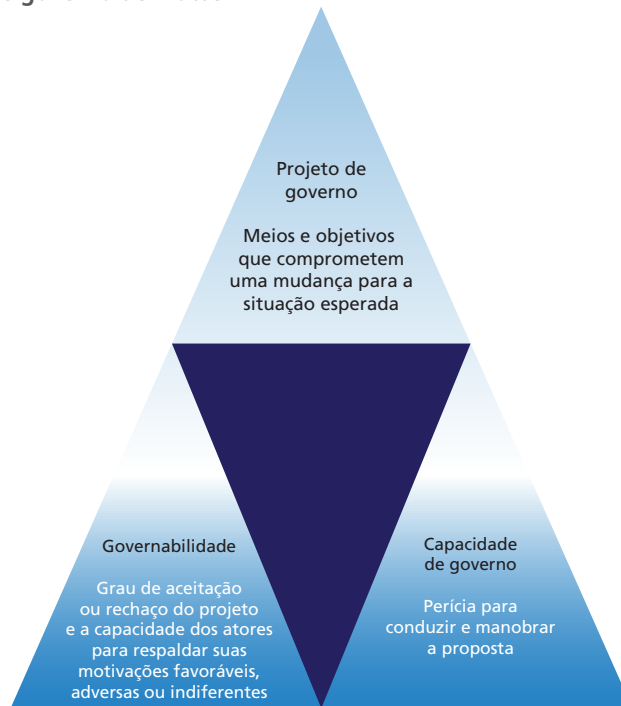 Projeto de
governo
Meios e objetivos
que comprometem
uma mudança para a
situação esperada
Governabilidade
Grau de aceitação
ou rechaço do projeto
e a capacidade dos atores
para respaldar suas
motivações favoráveis,
adversas ou indiferentes
Capacidade
de governo
Perícia para
conduzir e manobrar
a proposta